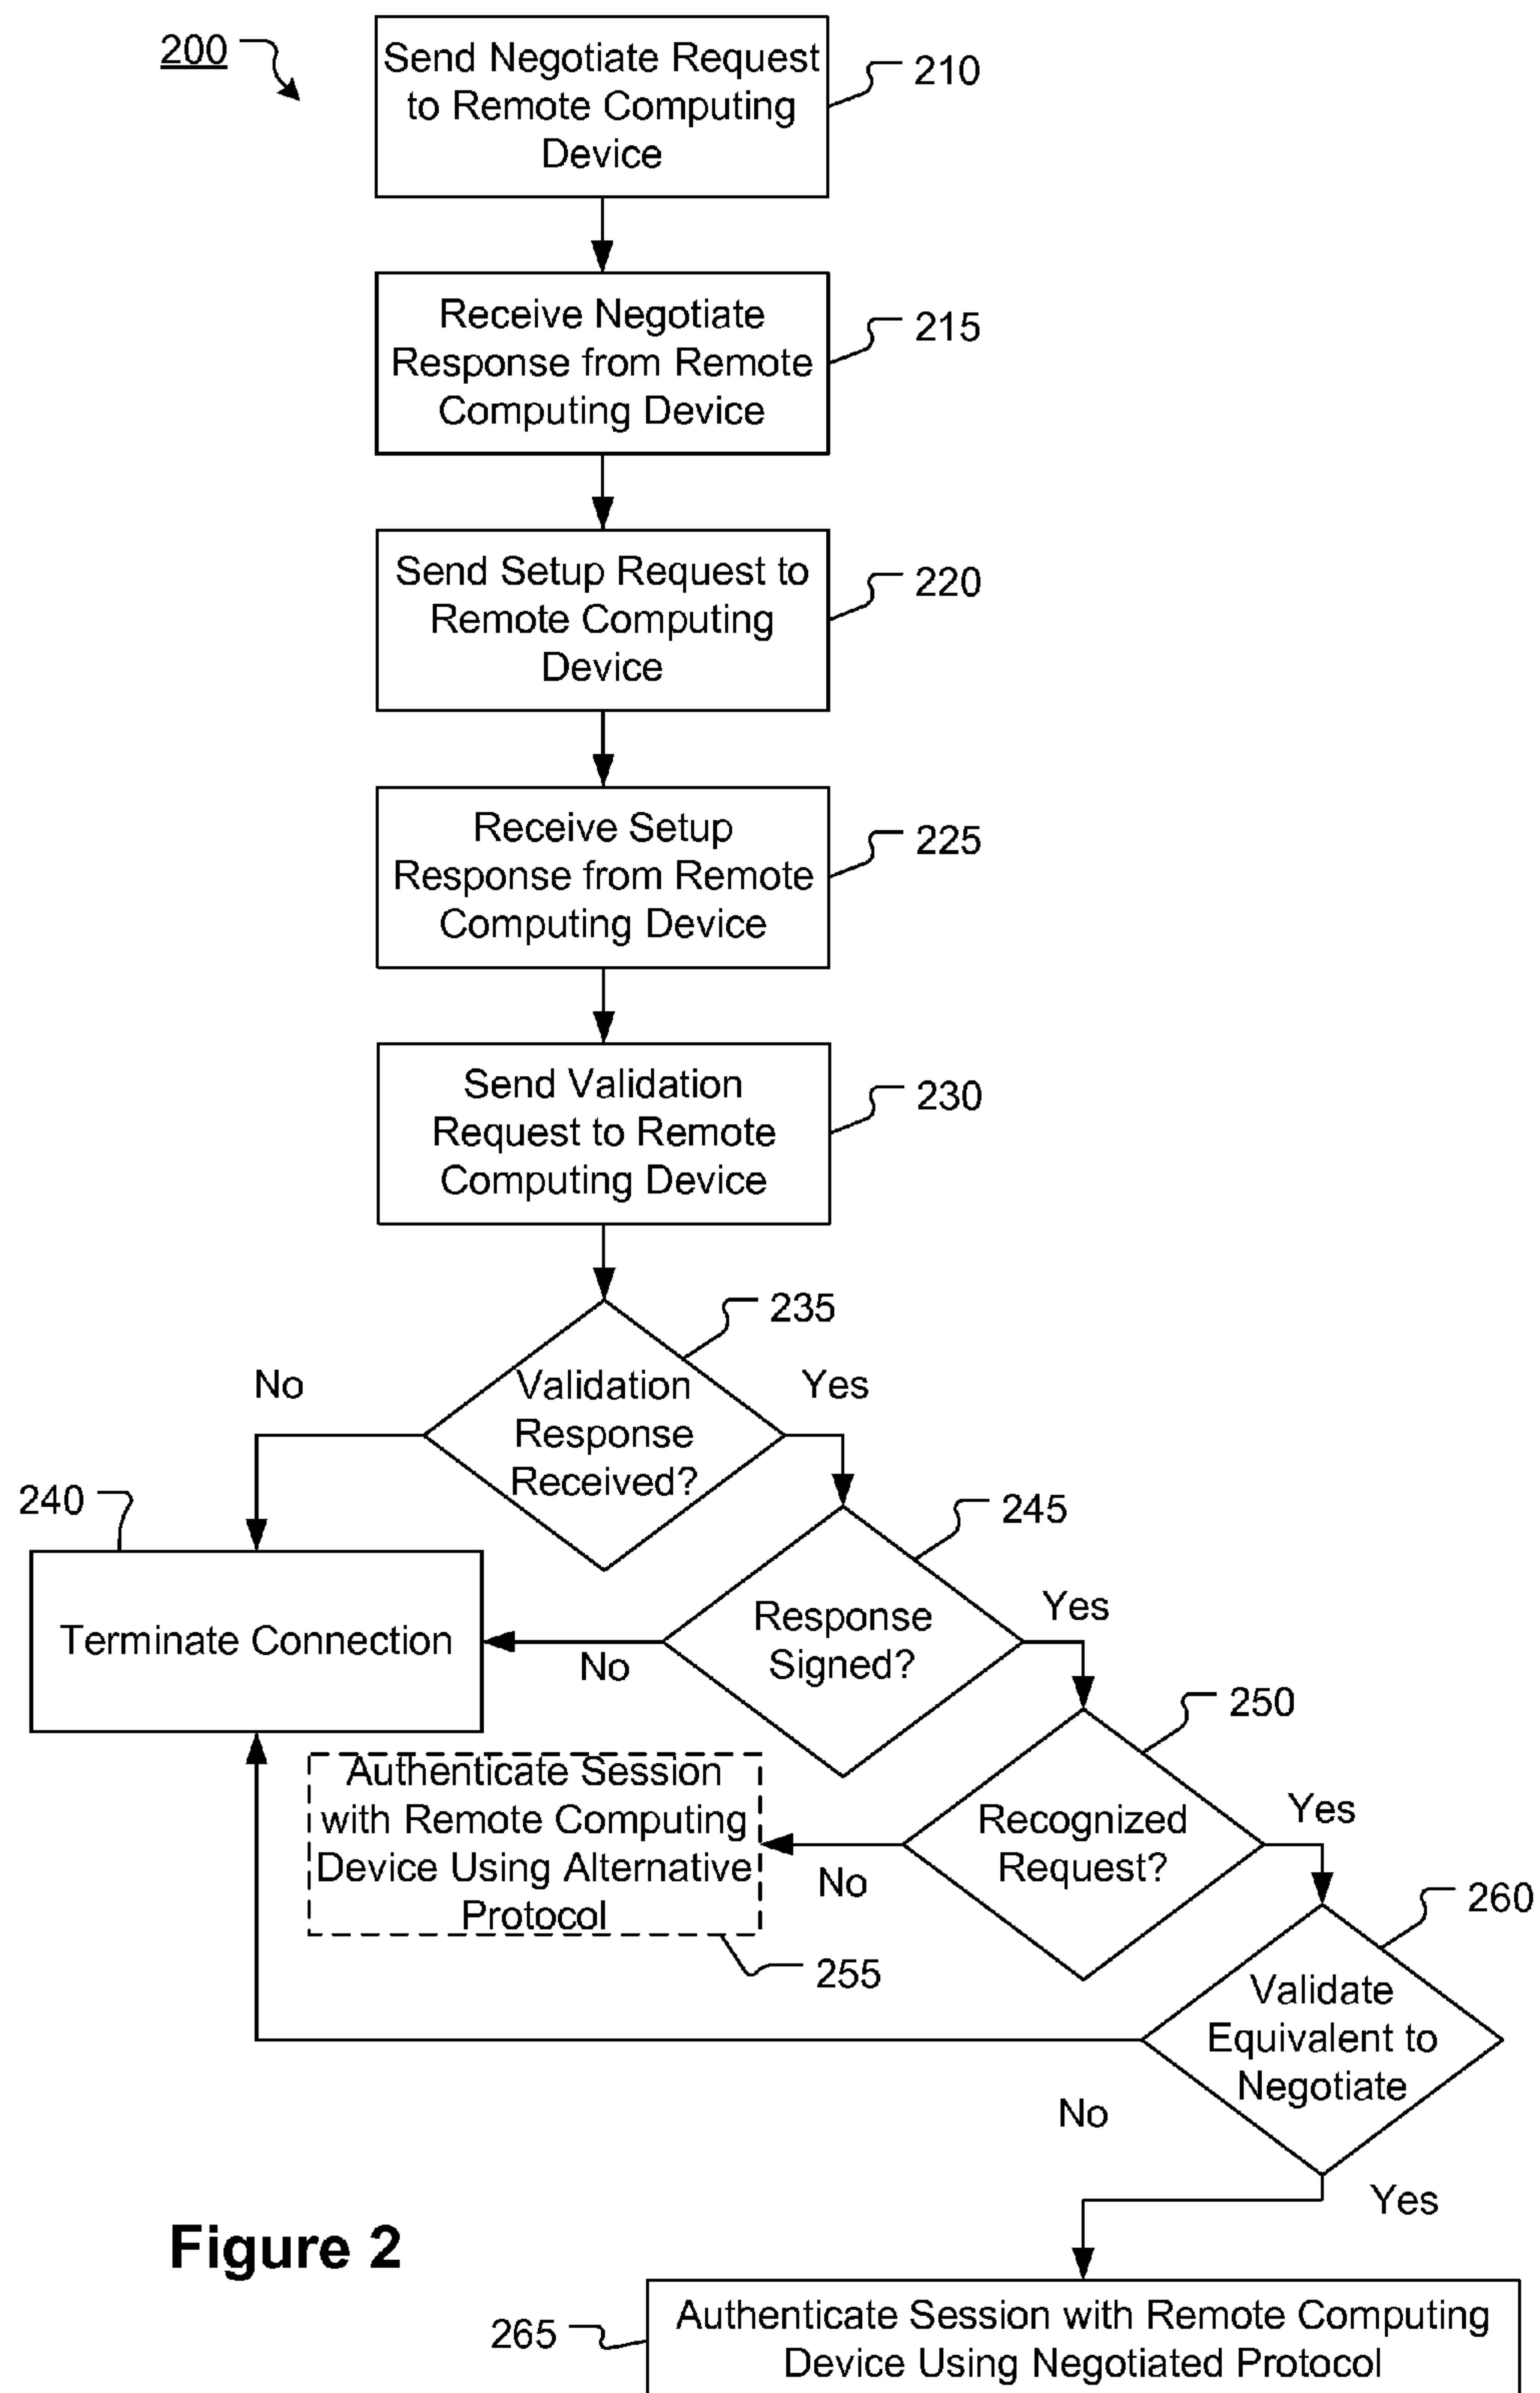 200
Send Negotiate Request
to Remote Computing
Device
210
Receive Negotiate
Response from Remote
Computing Device
215
Send Setup Request to
Remote Computing
Device
220
Receive Setup
Response from Remote
Computing Device
225
Send Validation
Request to Remote
Computing Device
230
235
No
Validation
Response
Received?
Yes
240
Terminate Connection
245
Response
Signed?
No
Yes
250
Recognized
Request?
No
Yes
Authenticate Session
with Remote Computing
Device Using Alternative
Protocol
255
260
Validate
Equivalent to
Negotiate
No
Yes
Figure 2
265
Authenticate Session with Remote Computing
Device Using Negotiated Protocol